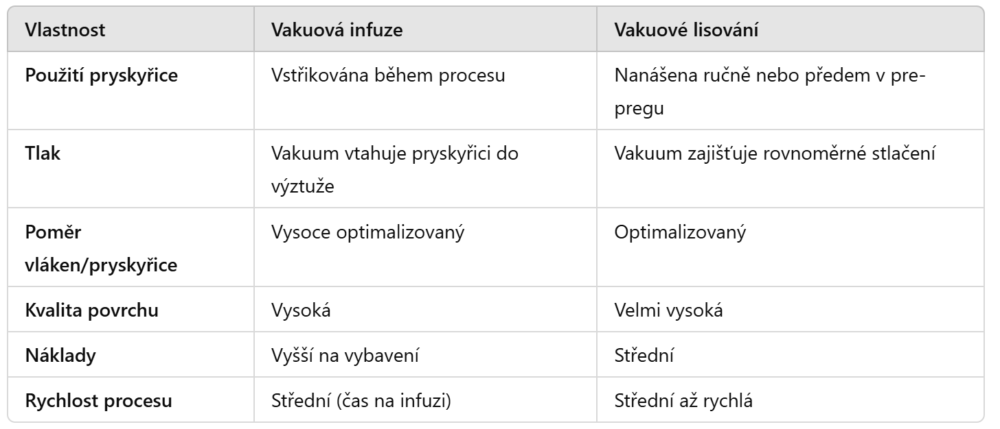 Vlastnost Vakuová infuze Vakuové lisování
Použití pryskyřice Vstřikována během procesu Nanášena ručně nebo předem v pre-
pregu
Tlak Vakuum vtahuje pryskyřici do Vakuum zajišťuje rovnoměrné stlačení
výztuže
Poměr Vysoce optimalizovaný Optimalizovaný
vláken/pryskyřice
Kvalita povrchu Vysoká Velmi vysoká
Náklady Vyšší na vybavení Střední
Rychlost procesu Střední (čas na infuzi) Střední až rychlá